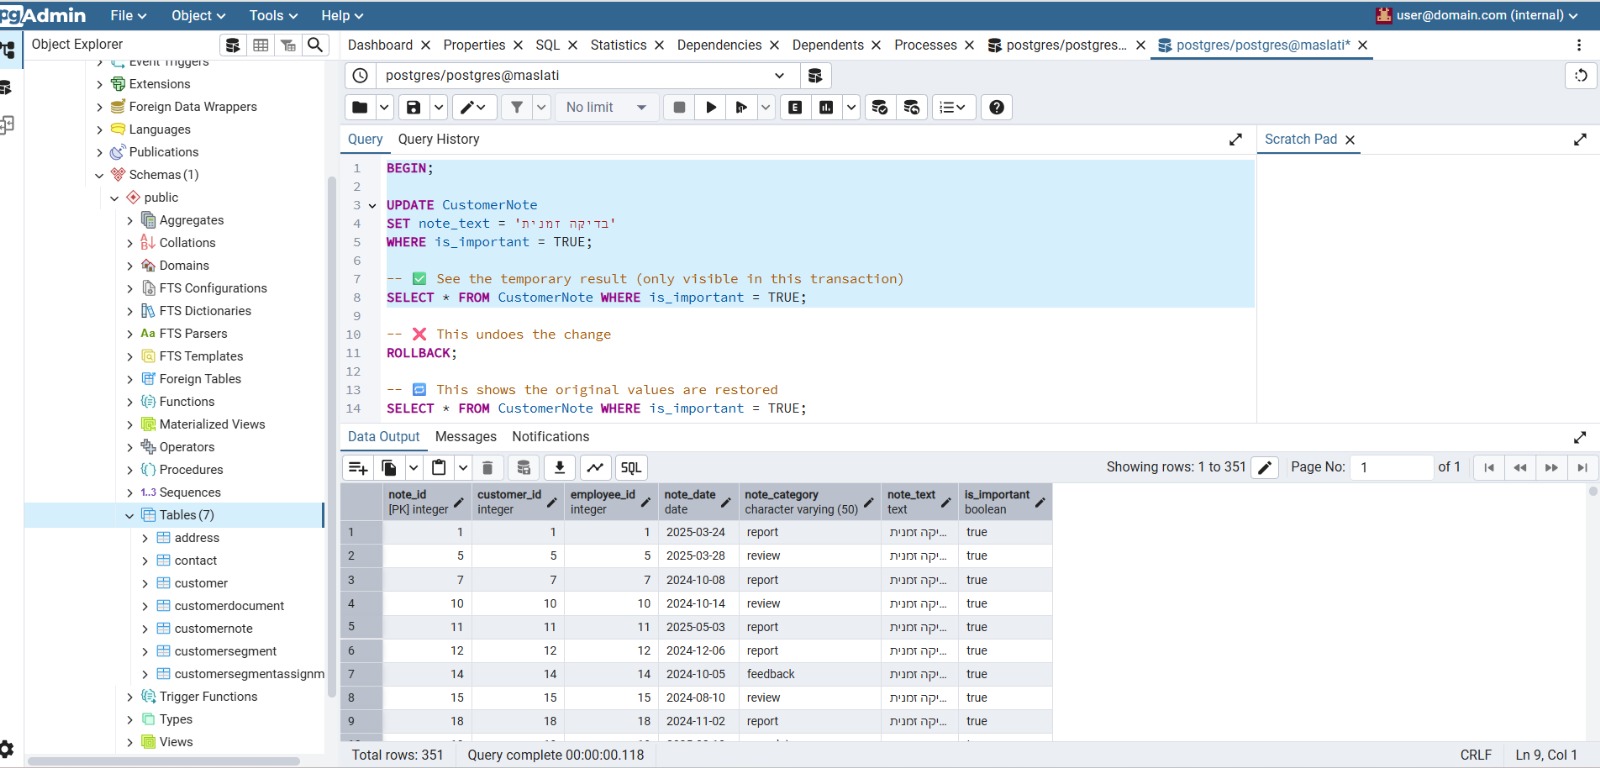 pgAdmin File Object Tools Help user@domain.com (internal)
Object Explorer
Dashboard Properties SQL Statistics Dependencies Dependents Processes postgres/postgres... postgres/postgres@maslati*
postgres/postgres@maslati
No limit
Event Triggers
Extensions
Foreign Data Wrappers
Languages
Publications
Schemas (1)
public
Aggregates
Collations
Domains
FTS Configurations
FTS Dictionaries
Aa FTS Parsers
FTS Templates
Foreign Tables
Functions
Materialized Views
Operators
Procedures
1..3 Sequences
Tables (7)
address
contact
customer
customerdocument
customernote
customersegment
customersegmentassignm
Trigger Functions
Types
Views
Query Query History
Scratch Pad
1 BEGIN;
2
3 UPDATE CustomerNote
4 SET note_text = 'בדיקה זמנית'
5 WHERE is_important = TRUE;
6
7 -- ✅ See the temporary result (only visible in this transaction)
8 SELECT * FROM CustomerNote WHERE is_important = TRUE;
9
10 -- ❌ This undoes the change
11 ROLLBACK;
12
13 -- 🔁 This shows the original values are restored
14 SELECT * FROM CustomerNote WHERE is_important = TRUE;
Data Output Messages Notifications
SQL Showing rows: 1 to 351 Page No: 1 of 1
note_id customer_id employee_id note_date note_category note_text is_important
[PK] integer integer integer date character varying (50) text boolean
1 1 1 1 2025-03-24 report יקה זמנית... true
2 5 5 5 2025-03-28 review יקה זמנית... true
3 7 7 7 2024-10-08 report יקה זמנית... true
4 10 10 10 2024-10-14 review יקה זמנית... true
5 11 11 11 2025-05-03 report יקה זמנית... true
6 12 12 12 2024-12-06 report יקה זמנית... true
7 14 14 14 2024-10-05 feedback יקה זמנית... true
8 15 15 15 2024-08-10 review יקה זמנית... true
9 18 18 18 2024-11-02 report יקה זמנית... true
Total rows: 351 Query complete 00:00:00.118 CRLF Ln 9, Col 1